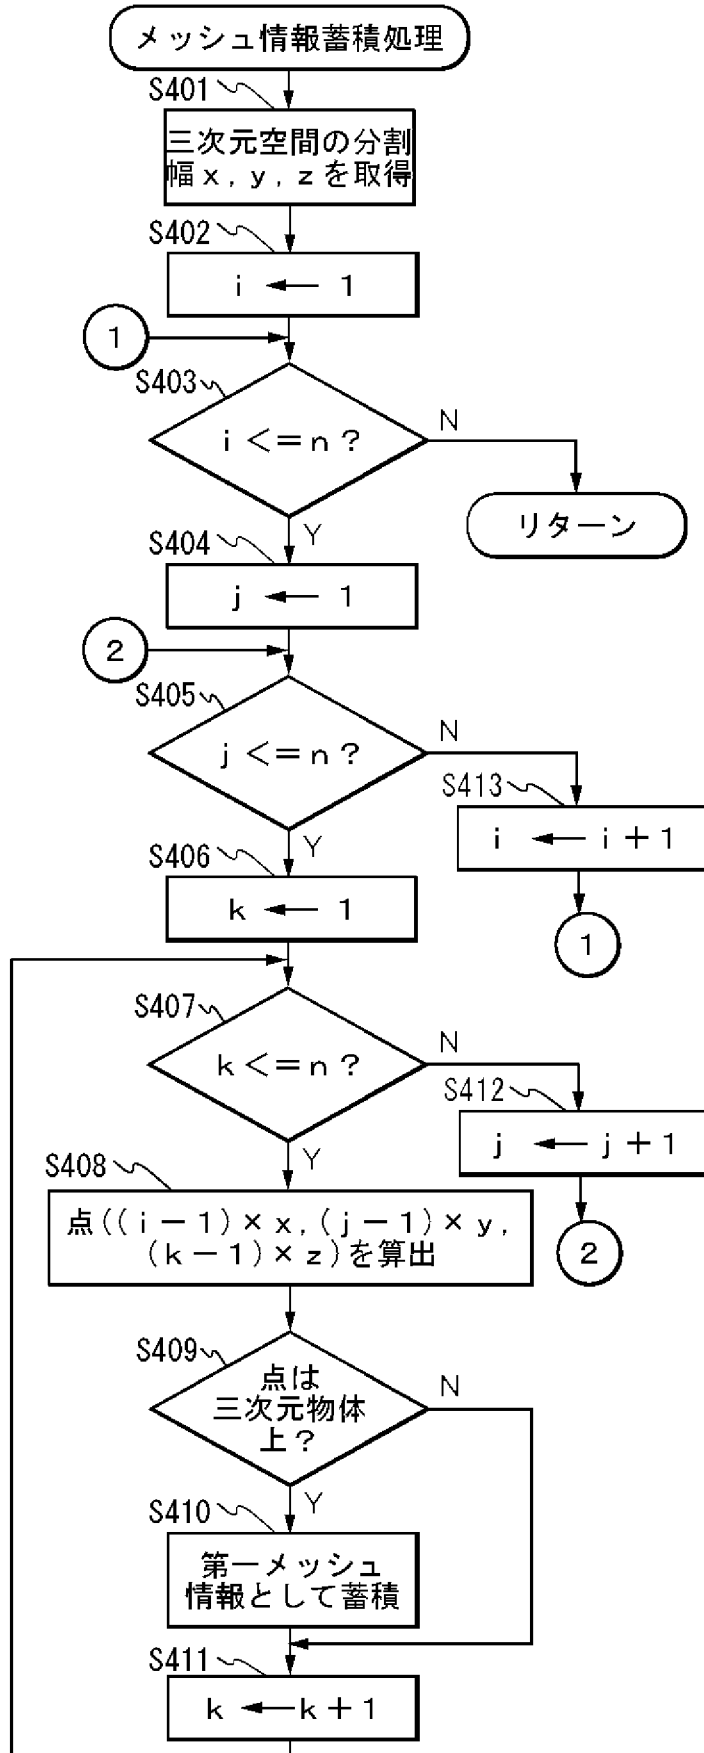 メッシュ情報蓄積処理
S401
三次元空間の分割
幅x, y, zを取得
S402
i ← 1
1
S403
i <=n ?
N
リターン
Y
S404
j ← 1
2
S405
j <=n ?
N
S413
i ← i+1
1
Y
S406
k ← 1
S407
k <=n ?
N
S412
j ← j+1
2
Y
S408
点((i-1)×x, (j-1)×y,
(k-1)×z)を算出
S409
点は
三次元物体
上?
N
Y
S410
第一メッシュ
情報として蓄積
S411
k ← k+1